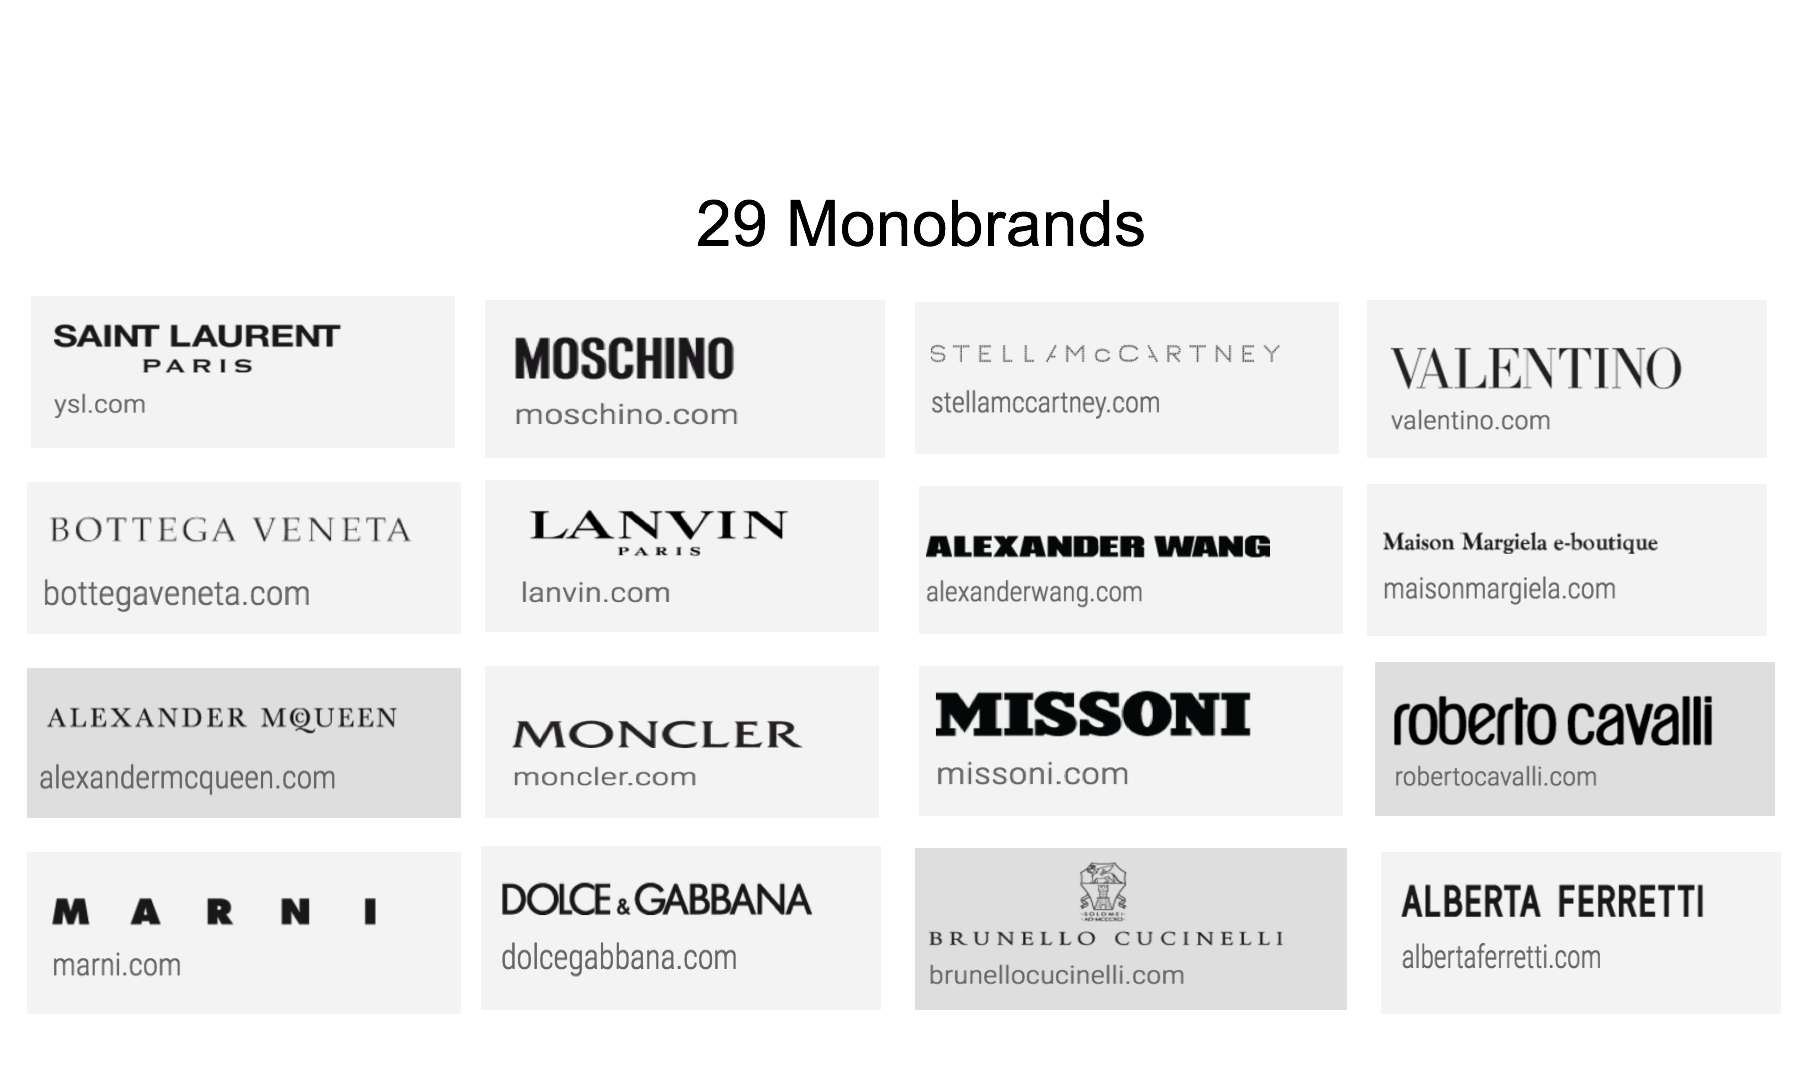 29 Monobrands
SAINT LAURENT
PARIS
ysl.com
MOSCHINO
moschino.com
STELLAMcCARTNEY
stellamccartney.com
VALENTINO
valentino.com
BOTTEGA VENETA
bottegaveneta.com
LANVIN
PARIS
lanvin.com
ALEXANDER WANG
alexanderwang.com
Maison Margiela e-boutique
maisonmargiela.com
ALEXANDER McQUEEN
alexandermcqueen.com
MONCLER
moncler.com
MISSONI
missoni.com
roberto cavalli
robertocavalli.com
MARNI
marni.com
DOLCE & GABBANA
dolcegabbana.com
SOLOMEI
BRUNELLO CUCINELLI
brunellocucinelli.com
ALBERTA FERRETTI
albertaferretti.com